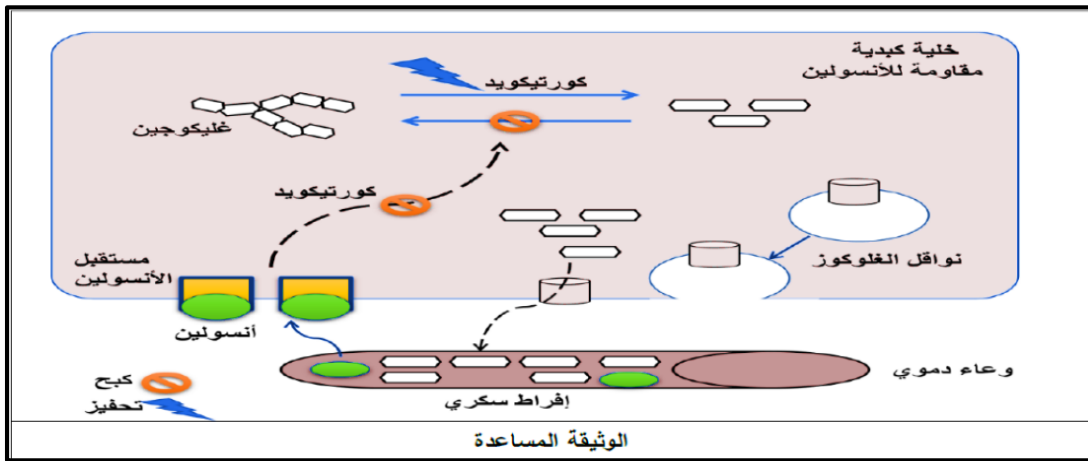 خلية كبدية
مقاومة للأنسولين
كورتيكويد
غليكوجين
كورتيكويد
نواقل الغلوكوز
مستقبل
الأنسولين
أنسولين
وعاء دموي
إفراط سكري
كبح
تحفيز
الوثيقة المساعدة